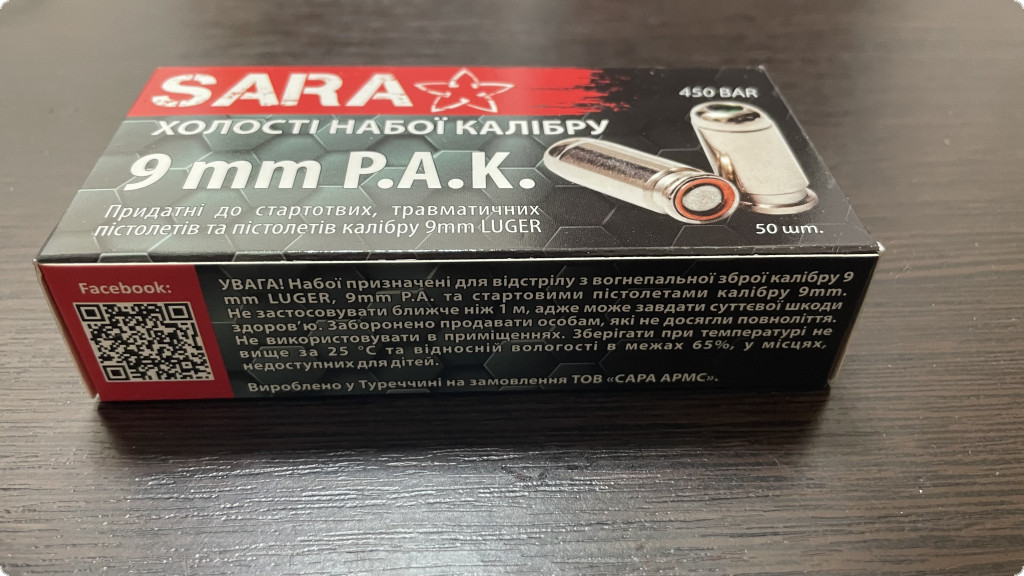 SARA
450 BAR
ХОЛОСТІ НАБОЇ КАЛІБРУ
9 mm P.A.K.
Придатні до стартотвих, травматичних
пістолетів та пістолетів калібру 9mm LUGER
50 шт.
Facebook:
УВАГА! Набої призначені для відстрілу з вогнепальної зброї калібру 9
mm LUGER, 9mm P.A. та стартовими пістолетами калібру 9mm.
Не застосовувати ближче ніж 1 м, адже може завдати суттєвої шкоди
здоров'ю. Заборонено продавати особам, які не досягли повноліття.
Не використовувати в приміщеннях. Зберігати при температурі не
вище за 25 °C та відносній вологості в межах 65%, у місцях,
недоступних для дітей.
Вироблено у Туреччині на замовлення ТОВ «САРА АРМС».